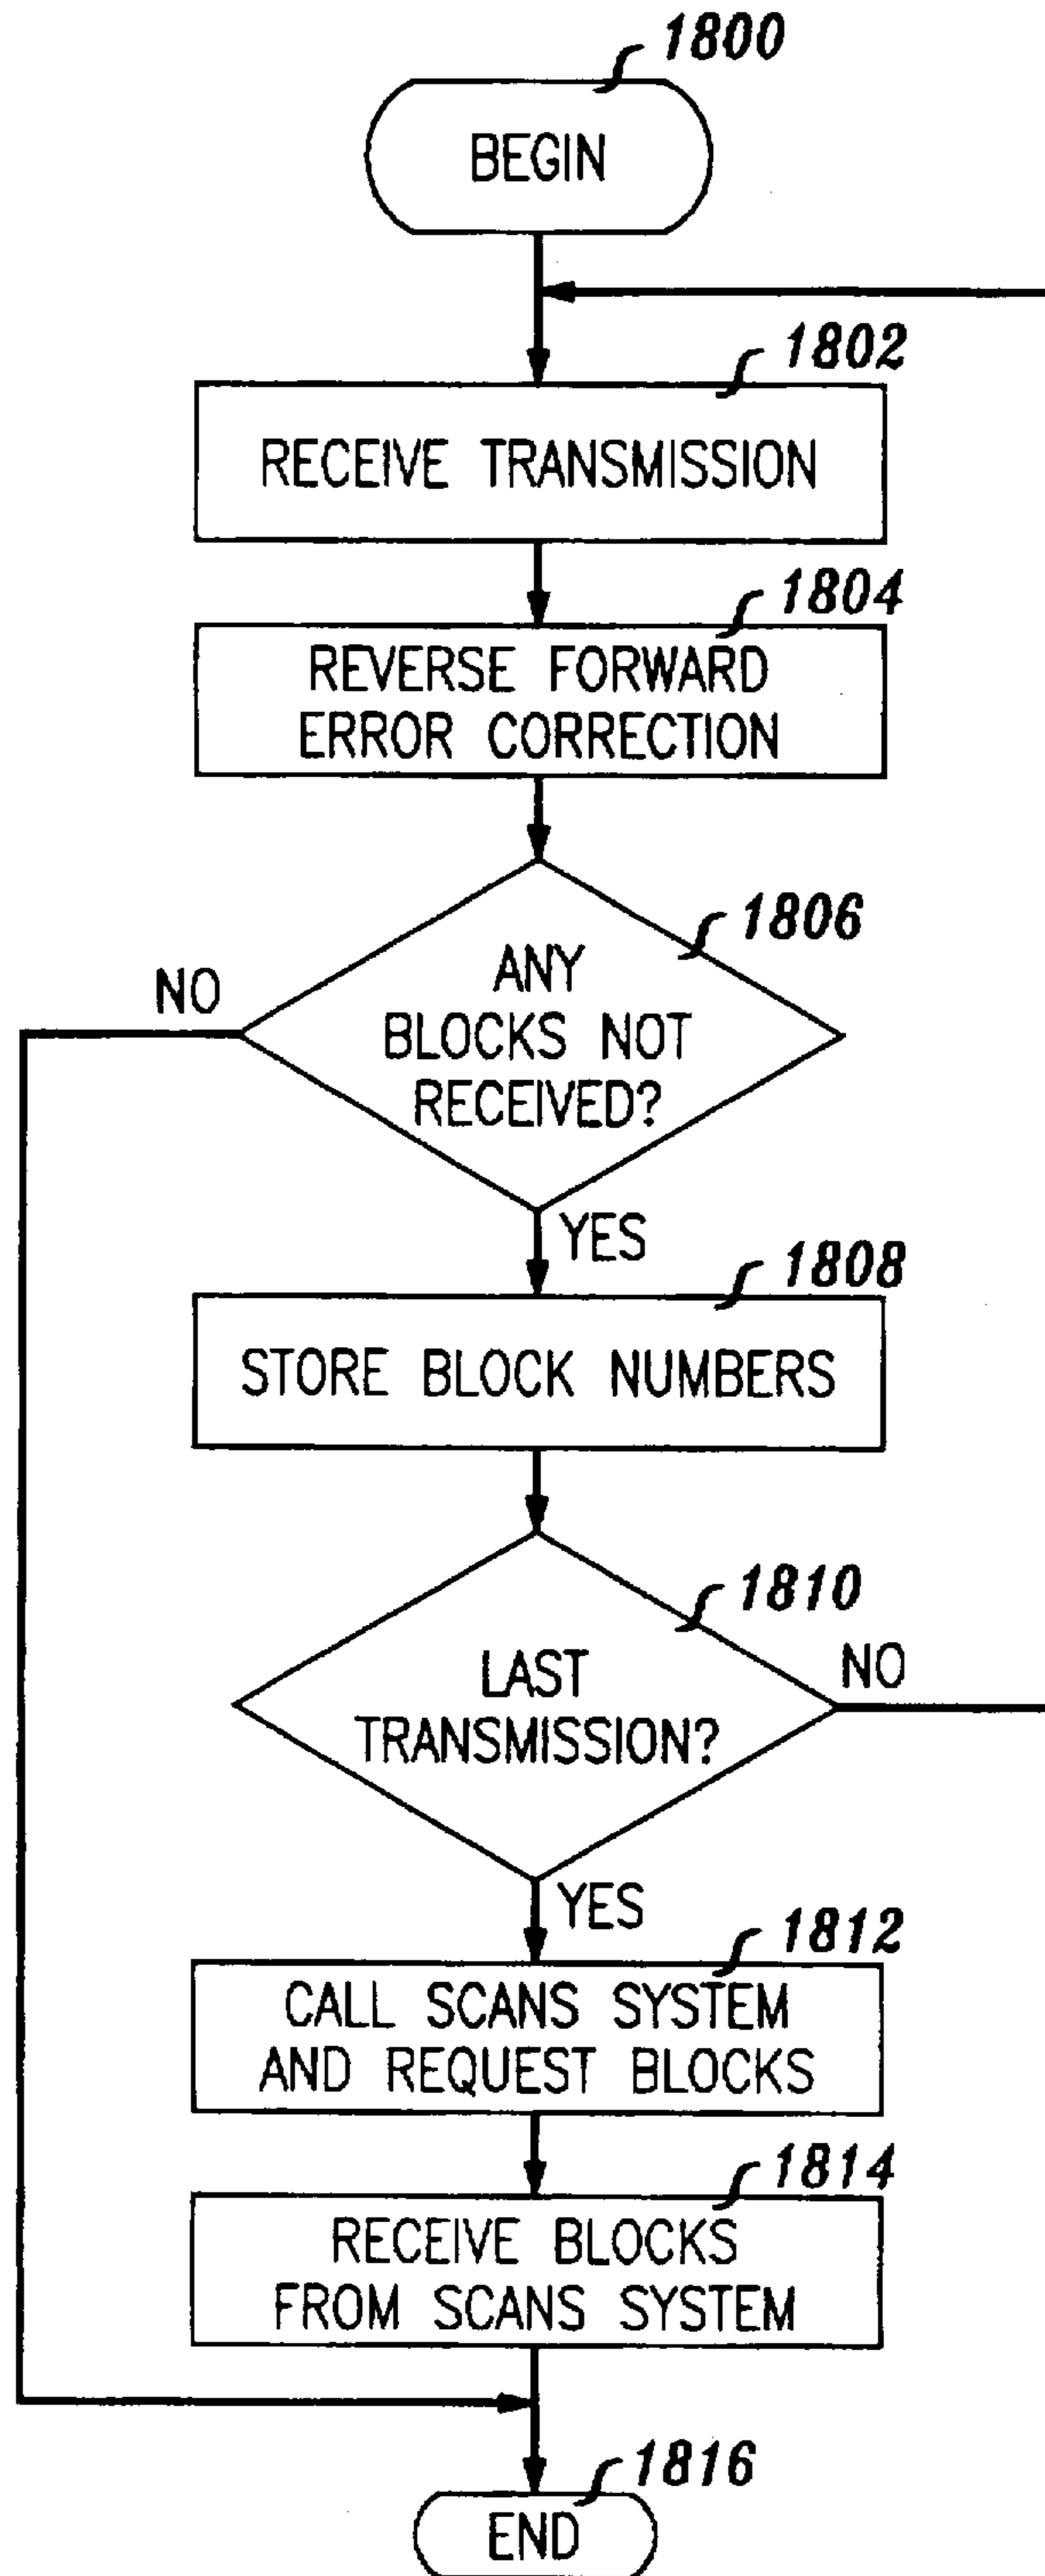 1800
BEGIN
1802
RECEIVE TRANSMISSION
1804
REVERSE FORWARD
ERROR CORRECTION
1806
ANY
BLOCKS NOT
RECEIVED?
NO
YES
1808
STORE BLOCK NUMBERS
1810
LAST
TRANSMISSION?
NO
YES
1812
CALL SCANS SYSTEM
AND REQUEST BLOCKS
1814
RECEIVE BLOCKS
FROM SCANS SYSTEM
1816
END